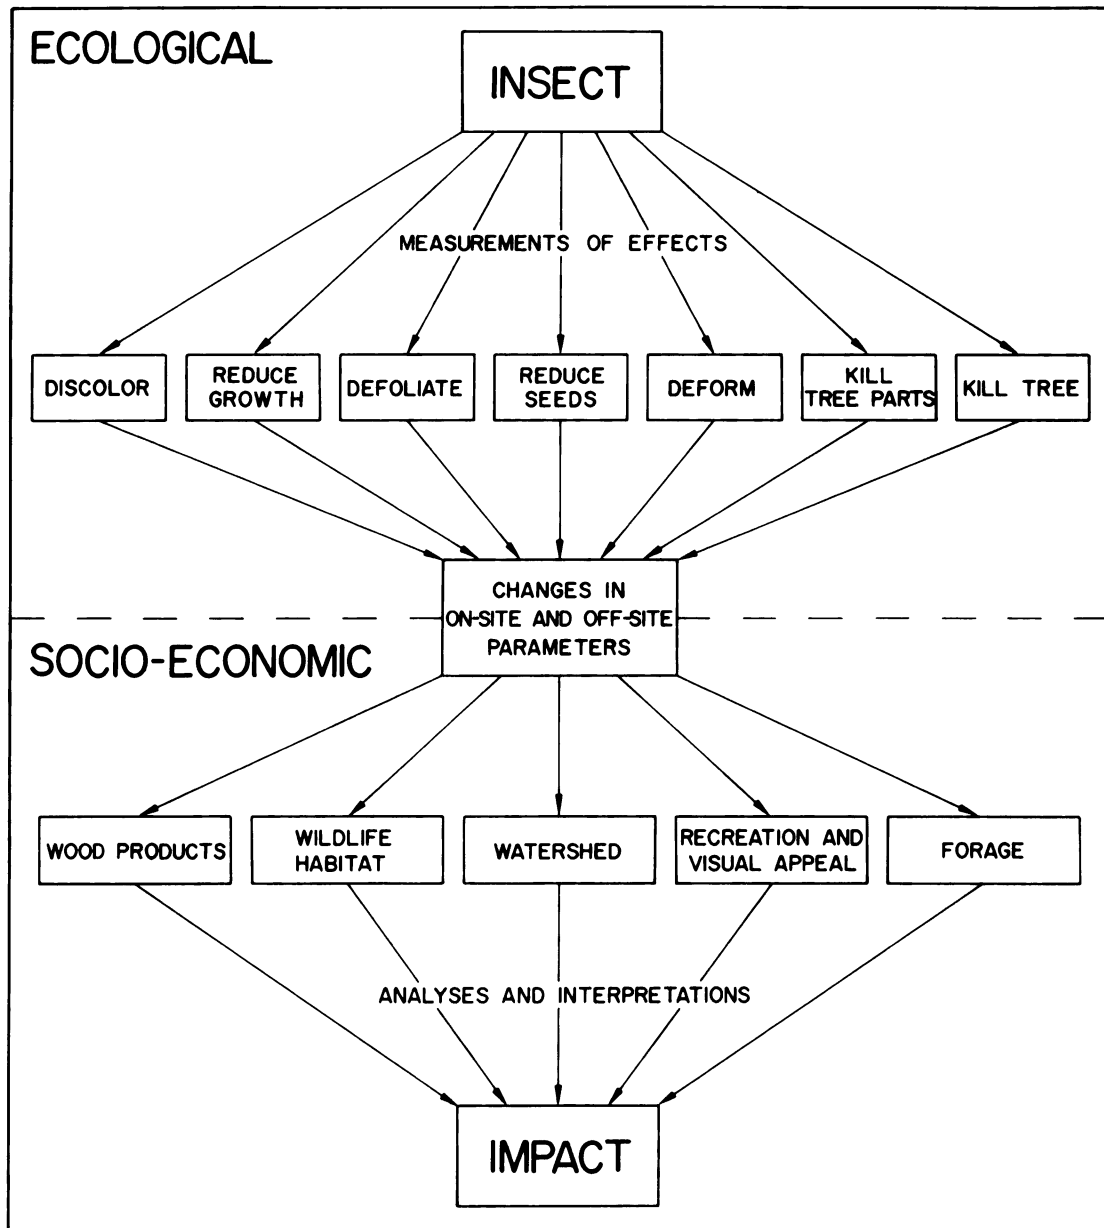 ECOLOGICAL
INSECT
MEASUREMENTS OF EFFECTS
DISCOLOR
REDUCE
GROWTH
DEFOLIATE
REDUCE
SEEDS
DEFORM
KILL
TREE PARTS
KILL TREE
CHANGES IN
ON-SITE AND OFF-SITE
PARAMETERS
SOCIO-ECONOMIC
WOOD PRODUCTS
WILDLIFE
HABITAT
WATERSHED
RECREATION AND
VISUAL APPEAL
FORAGE
ANALYSES AND INTERPRETATIONS
IMPACT